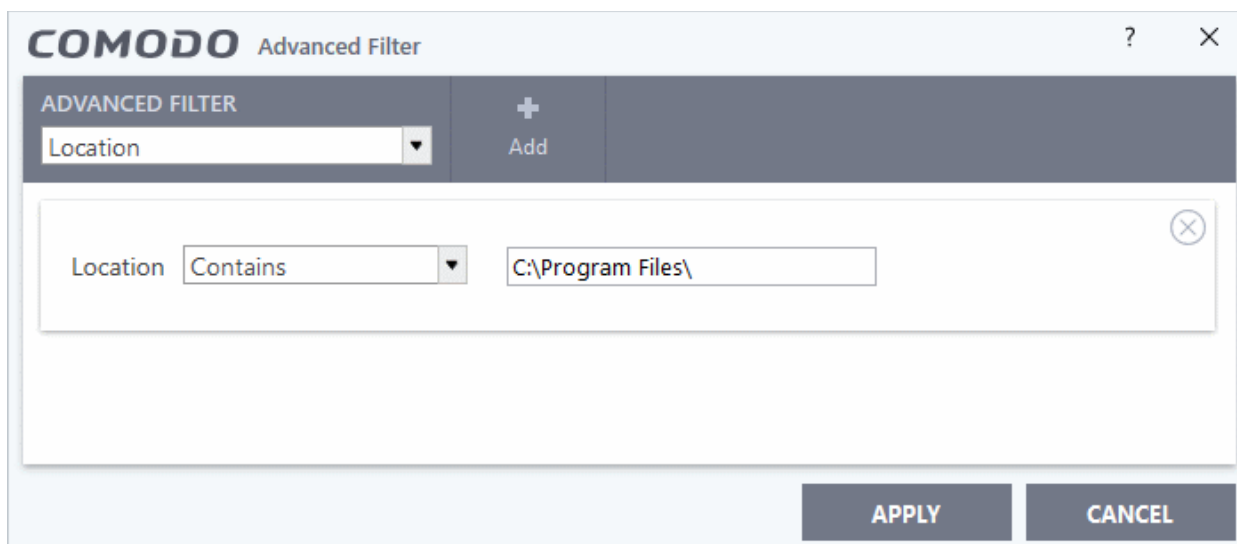 COMODO Advanced Filter ?
ADVANCED FILTER
Location
Add
Location Contains C:\Program Files\
APPLY CANCEL